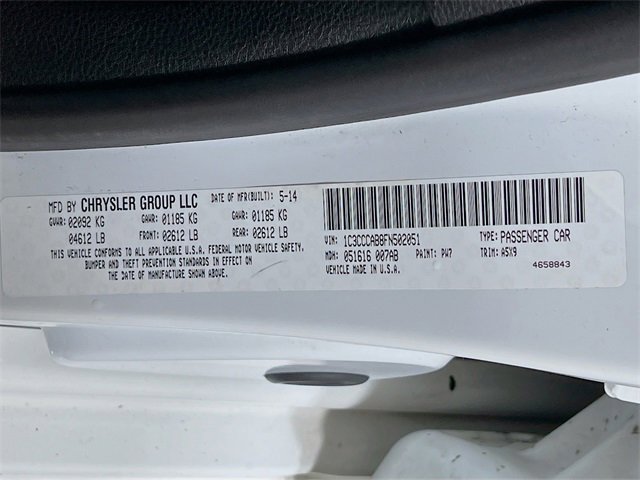 MFD BY CHRYSLER GROUP LLC DATE OF MFR(BUILT): 5-14
GVWR: 02092 KG GAWR: 01185 KG GAWR: 01185 KG
04612 LB FRONT: 02612 LB REAR: 02612 LB
THIS VEHICLE CONFORMS TO ALL APPLICABLE U.S.A. FEDERAL MOTOR VEHICLE SAFETY,
BUMPER AND THEFT PREVENTION STANDARDS IN EFFECT ON
THE DATE OF MANUFACTURE SHOWN ABOVE.
VIN: 1C3CCCAB8FN502051 TYPE: PASSENGER CAR
MDH: 051616 007AB PAINT: PW7 TRIM: A5X9
VEHICLE MADE IN U.S.A. 4658843